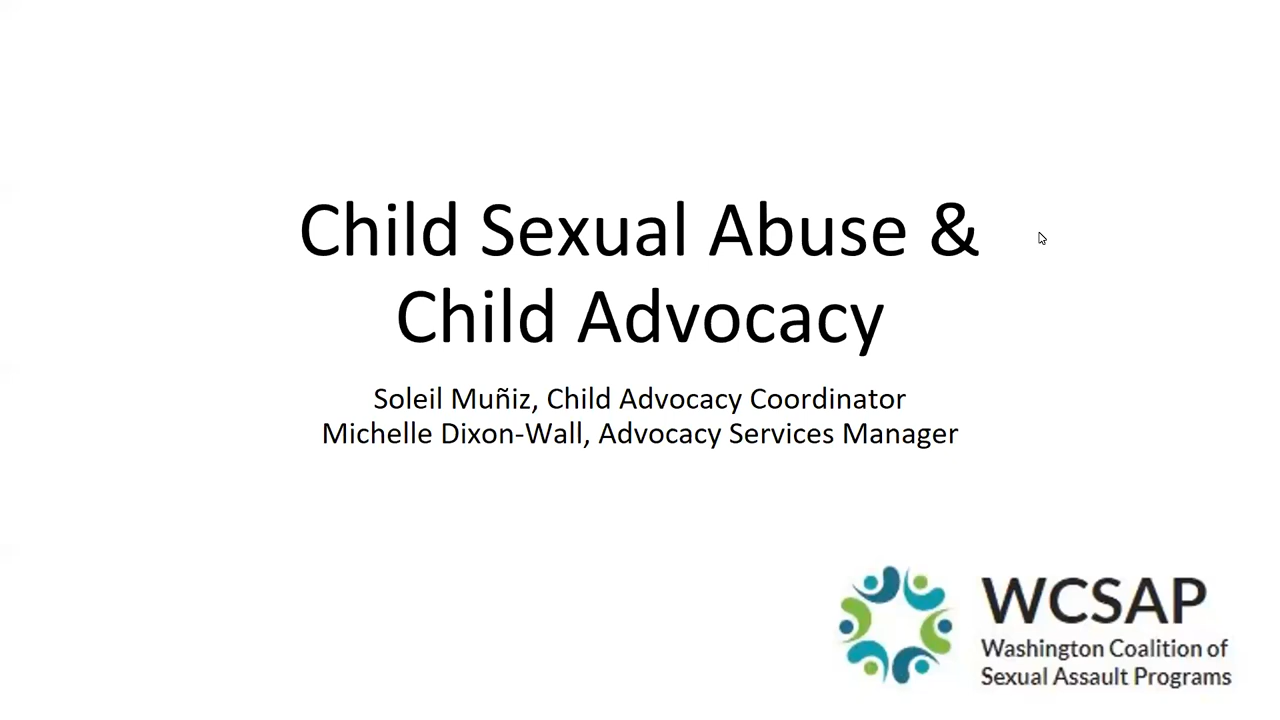 Child Sexual Abuse &
Child Advocacy
Soleil Muñiz, Child Advocacy Coordinator
Michelle Dixon-Wall, Advocacy Services Manager
WCSAP
Washington Coalition of
Sexual Assault Programs